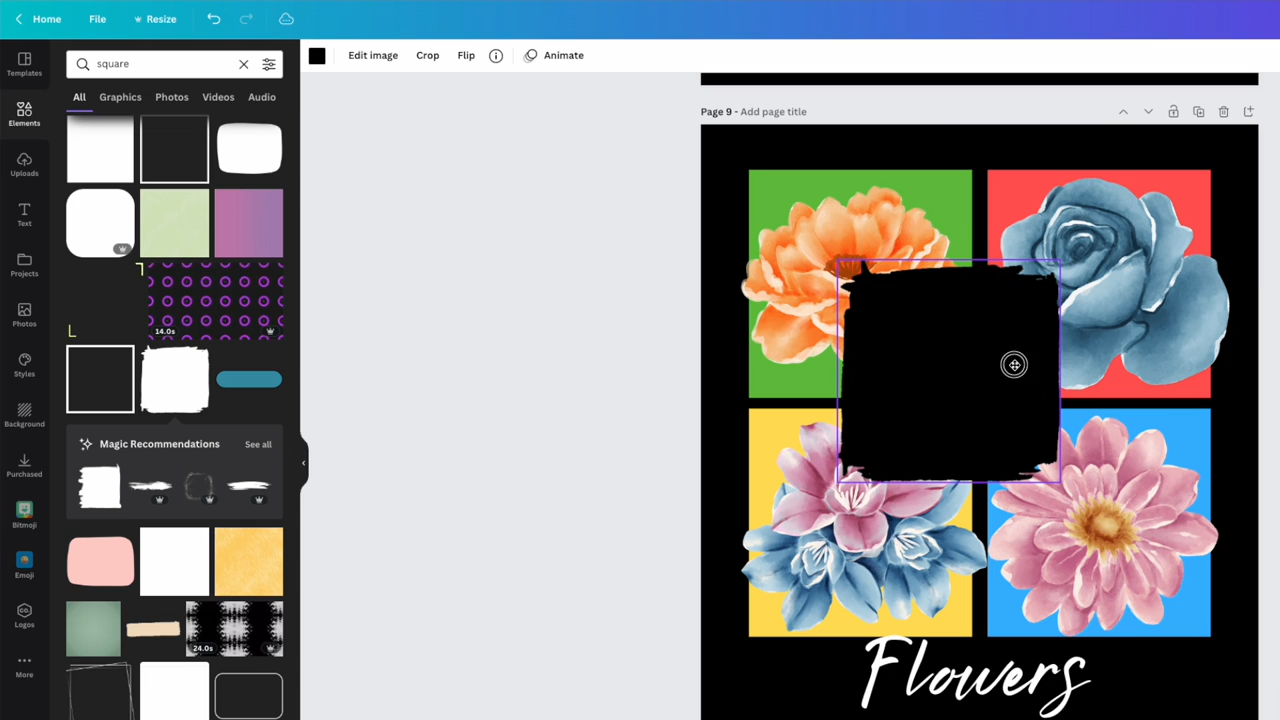 Home File Resize
Templates
Elements
Uploads
Text
Projects
Photos
Styles
Background
Purchased
Bitmoji
Emoji
CO.
Logos
More
square
All Graphics Photos Videos Audio
14.0s
Magic Recommendations See all
24.0s
Edit image Crop Flip Animate
Page 9 - Add page title
Flowers